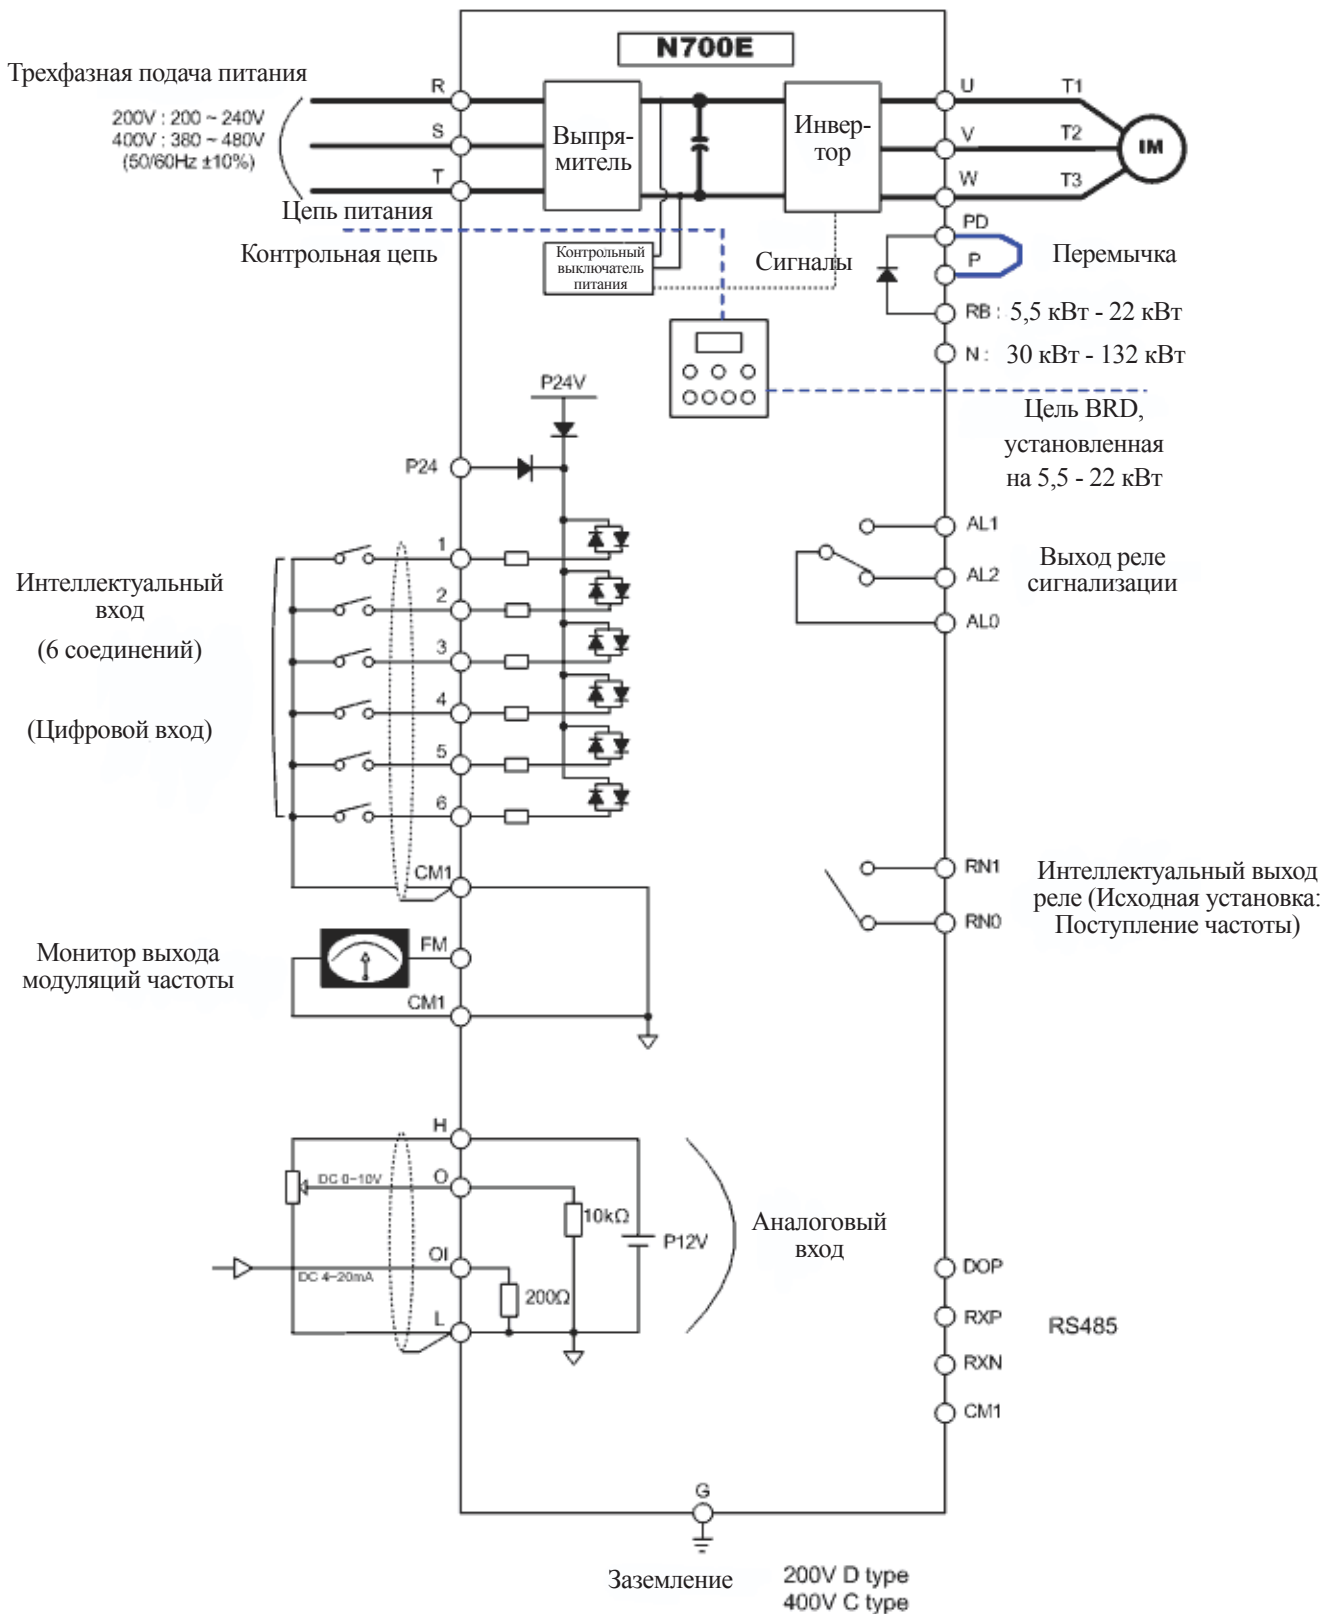 N700E
Трехфазная подача питания
200V : 200 ~ 240V
400V : 380 ~ 480V
(50/60Hz ±10%)
R
S
T
Выпря-
митель
Инвер-
тор
U
V
W
T1
T2
T3
IM
Цепь питания
Контрольная цепь
Контрольный
выключатель
питания
Сигналы
PD
P
Перемычка
RB : 5,5 кВт - 22 кВт
N : 30 кВт - 132 кВт
Цель BRD,
установленная
на 5,5 - 22 кВт
P24V
P24
Интеллектуальный
вход
(6 соединений)
(Цифровой вход)
1
2
3
4
5
6
CM1
AL1
AL2
AL0
Выход реле
сигнализации
RN1
RN0
Интеллектуальный выход
реле (Исходная установка:
Поступление частоты)
Монитор выхода
модуляций частоты
FM
CM1
H
O
OI
L
DC 0~10V
DC 4~20mA
10kΩ
200Ω
P12V
Аналоговый
вход
DOP
RXP
RXN
CM1
RS485
G
Заземление
200V D type
400V C type